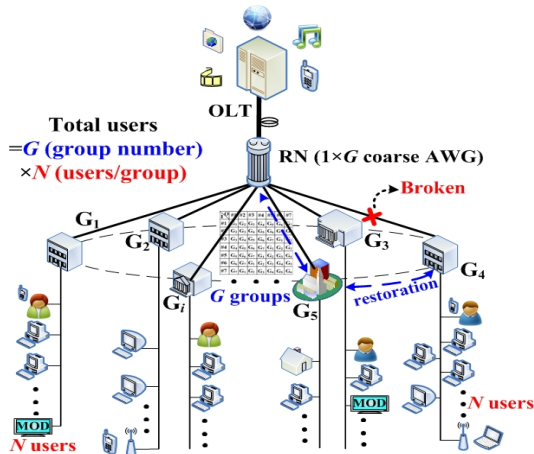 OLT
Total users
=G (group number)
×N (users/group)
RN (1×G coarse AWG)
Broken
G1
G2
G3
G4
Gi
G groups
G5
restoration
MOD
N users
MOD
N users